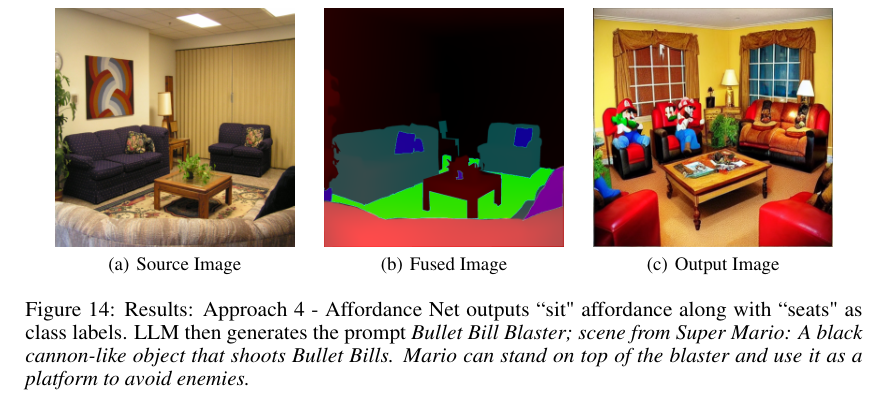 (a) Source Image
(b) Fused Image
(c) Output Image
Figure 14: Results: Approach 4 - Affordance Net outputs “sit" affordance along with “seats" as
class labels. LLM then generates the prompt Bullet Bill Blaster; scene from Super Mario: A black
cannon-like object that shoots Bullet Bills. Mario can stand on top of the blaster and use it as a
platform to avoid enemies.